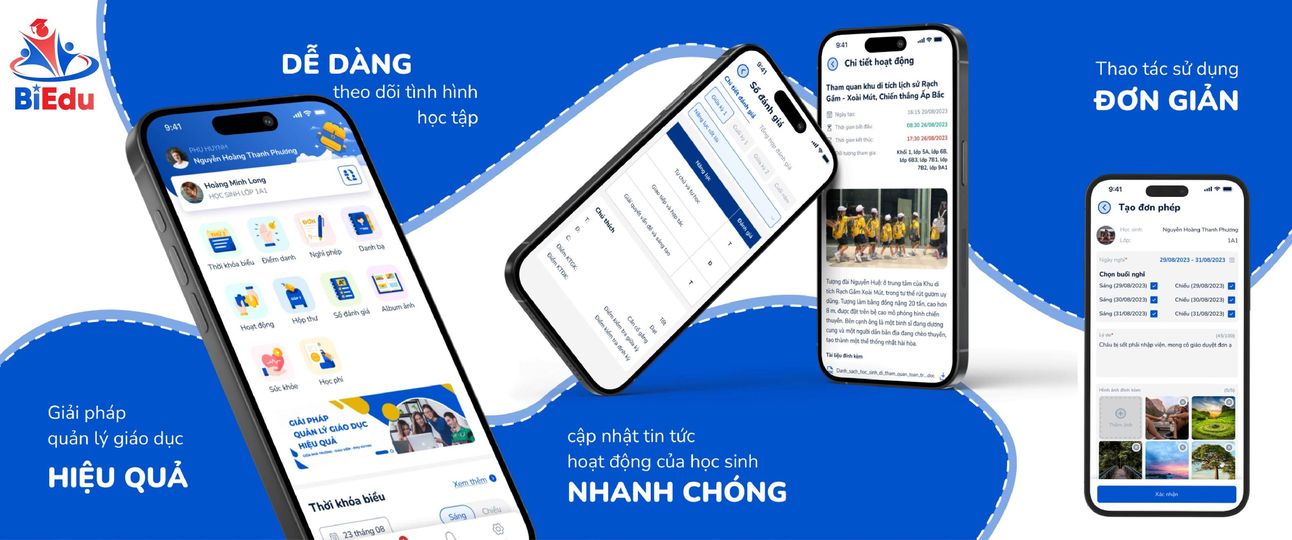 BiEdu
DỄ DÀNG
theo dõi tình hình
học tập
Giải pháp
quản lý giáo dục
HIỆU QUẢ
9:41
PHỤ HUYNH
Nguyễn Hoàng Thanh Phương
Hoàng Minh Long
HỌC SINH LỚP 1A1
Thời khóa biểu
Điểm danh
Nghỉ phép
Danh bạ
Hoạt động
Hộp thư
Sổ đánh giá
Album ảnh
Sức khỏe
Học phí
GIẢI PHÁP
QUẢN LÝ GIÁO DỤC
HIỆU QUẢ
Thời khóa biểu
Xem thêm
23 tháng 08
Sáng
Chiều
9:41
Sổ đánh giá
Chi tiết đánh giá
Tổng hợp đánh giá
Giữa kỳ 1
Cuối kỳ 1
Giữa kỳ 2
Năng lực cốt lõi
Năng lực
Đánh giá
Tự chủ và tự học
T
Giao tiếp và hợp tác
Đ
Giải quyết vấn đề và sáng tạo
T
Chú thích
T:
Tốt
Đ:
Đạt
C:
Cần cố gắng
Điểm KTGK:
Điểm kiểm tra giữa kỳ
Điểm KTĐK:
Điểm kiểm tra định kỳ
cập nhật tin tức
hoạt động của học sinh
NHANH CHÓNG
9:41
Chi tiết hoạt động
Tham quan khu di tích lịch sử Rạch
Gầm - Xoài Mút, Chiến thắng Ấp Bắc
Ngày tạo:
16:15 20/08/2023
Thời gian bắt đầu:
08:30 26/08/2023
Thời gian kết thúc:
17:30 26/08/2023
Đối tượng tham gia
Khối 1, lớp 5A, lớp 6B,
lớp 6B3, lớp 7B1, lớp
7B2, lớp 9A1
Tượng đài Nguyễn Huệ: ở trung tâm của Khu di
tích Rạch Gầm Xoài Mút, trong tư thế rút gươm uy
dũng. Tượng làm bằng đồng nặng 20 tấn, cao hơn
8 m, được đặt trên bệ cao mô phỏng hình chiến
thuyền. Bên cạnh ông là một binh sĩ đang dương
cung và một người dân bản địa đang chèo thuyền,
tạo thành một thể thống nhất hài hòa.
Tài liệu đính kèm
Danh_sach_hoc_sinh_di_tham_quan_toan_tr...doc
Thao tác sử dụng
ĐƠN GIẢN
9:41
Tạo đơn phép
Học sinh:
Nguyễn Hoàng Thanh Phương
Lớp:
1A1
Ngày nghỉ*
29/08/2023 - 31/08/2023
Chọn buổi nghỉ
Sáng (29/08/2023)
Chiều (29/08/2023)
Sáng (30/08/2023)
Chiều (30/08/2023)
Sáng (31/08/2023)
Chiều (31/08/2023)
Lý do*
(45/100)
Cháu bị sốt phải nhập viện, mong cô giáo duyệt đơn ạ
Hình ảnh đính kèm
(5/5)
Thêm ảnh
Xác nhận